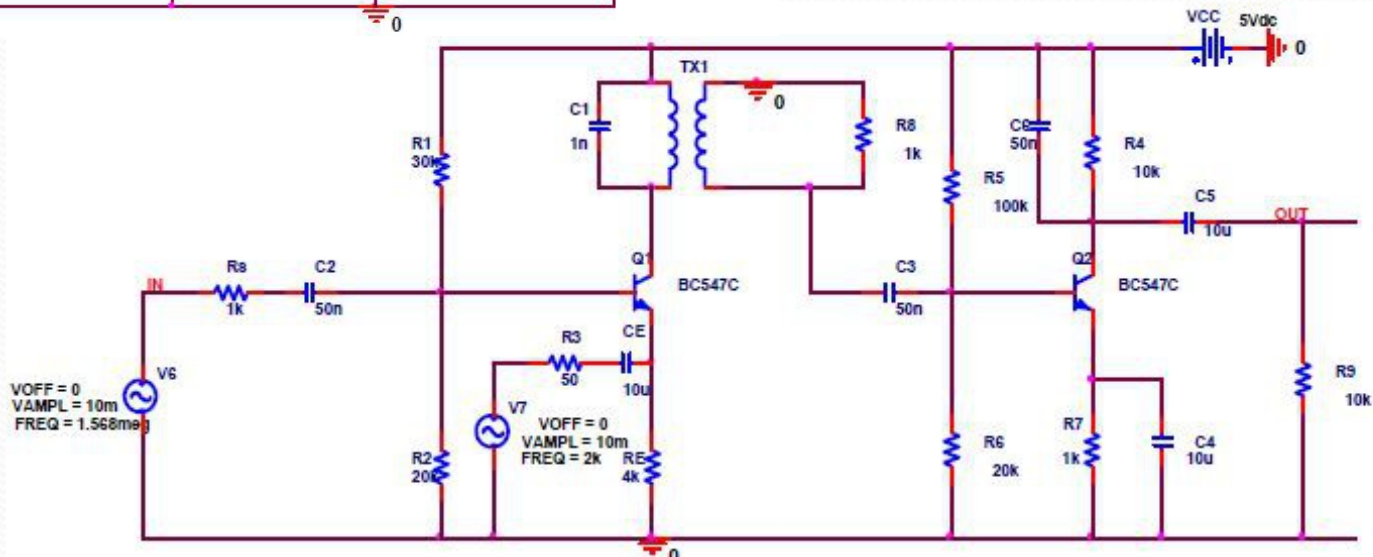 0
VCC 5Vdc
0
TX1
0
C1
1n
R8
1k
C6
50n
R4
10k
R1
30k
R5
100k
C5
10u
OUT
Q1
BC547C
Q2
BC547C
IN
Rs
1k
C2
50n
C3
50n
R3
50
CE
10u
V6
VOFF = 0
VAMPL = 10m
FREQ = 1.568meg
V7
VOFF = 0
VAMPL = 10m
FREQ = 2k
R2
20k
RE
4k
R6
20k
R7
1k
C4
10u
R9
10k
0